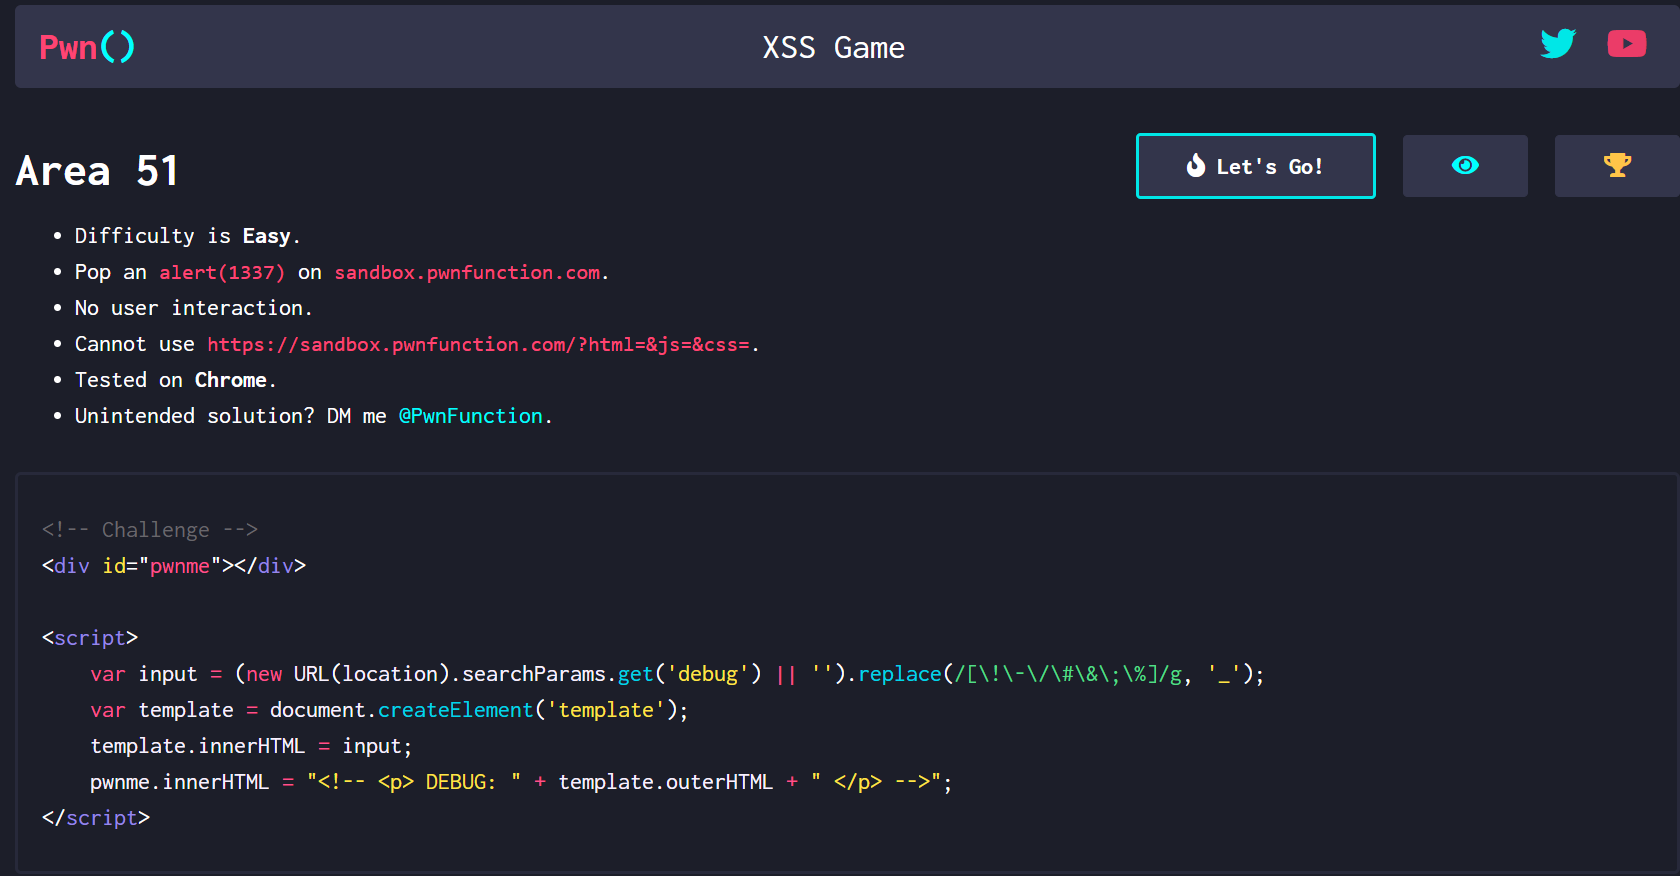 Pwn()
XSS Game
Area 51
Let's Go!
• Difficulty is Easy.
• Pop an alert(1337) on sandbox.pwnfunction.com.
• No user interaction.
• Cannot use https://sandbox.pwnfunction.com/?html=&js=&css=.
• Tested on Chrome.
• Unintended solution? DM me @PwnFunction.
<!-- Challenge -->
<div id="pwnme"></div>
<script>
    var input = (new URL(location).searchParams.get('debug') || '').replace(/[\!\-\/\#\&\;\%]/g, '_');
    var template = document.createElement('template');
    template.innerHTML = input;
    pwnme.innerHTML = "<!-- <p> DEBUG: " + template.outerHTML + " </p> -->";
</script>